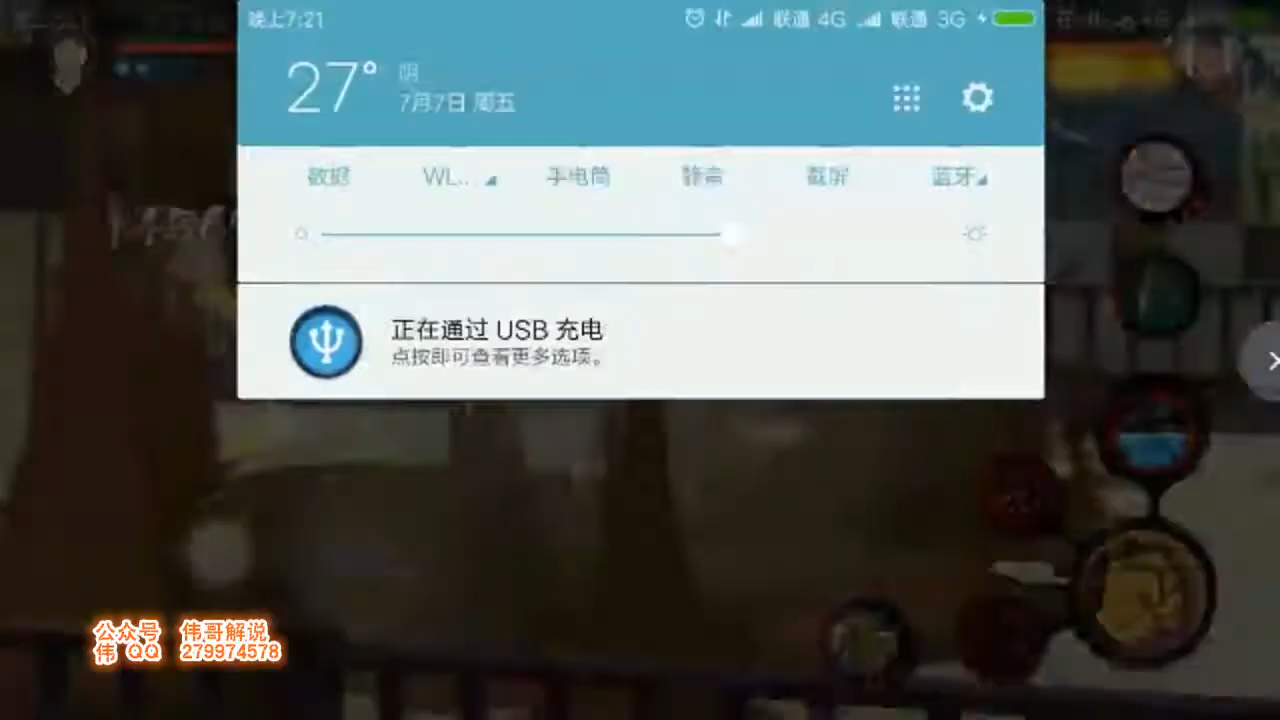 晚上7:21
联通 4G 联通 3G
27°
阴
7月7日 周五
数据 WL.. 手电筒 静音 截屏 蓝牙
正在通过 USB 充电
点按即可查看更多选项。
公众号 伟哥解说
伟 QQ 279974578